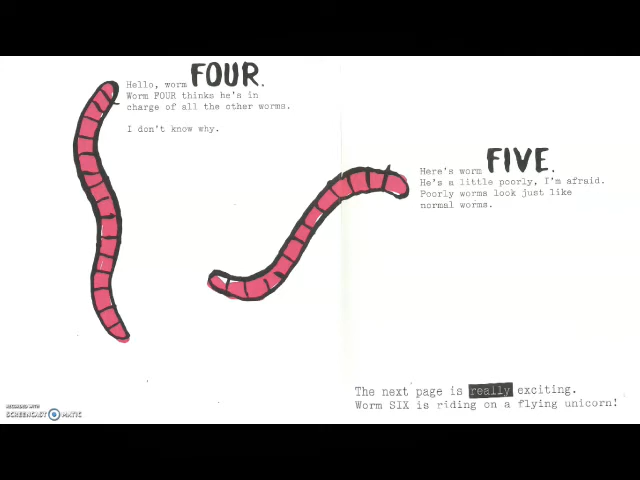 Hello, worm FOUR.
Worm FOUR thinks he's in
charge of all the other worms.
I don't know why.
Here's worm FIVE.
He's a little poorly, I'm afraid.
Poorly worms look just like
normal worms.
The next page is really exciting.
Worm SIX is riding on a flying unicorn!
RECORDED WITH
SCREENCAST MATIC